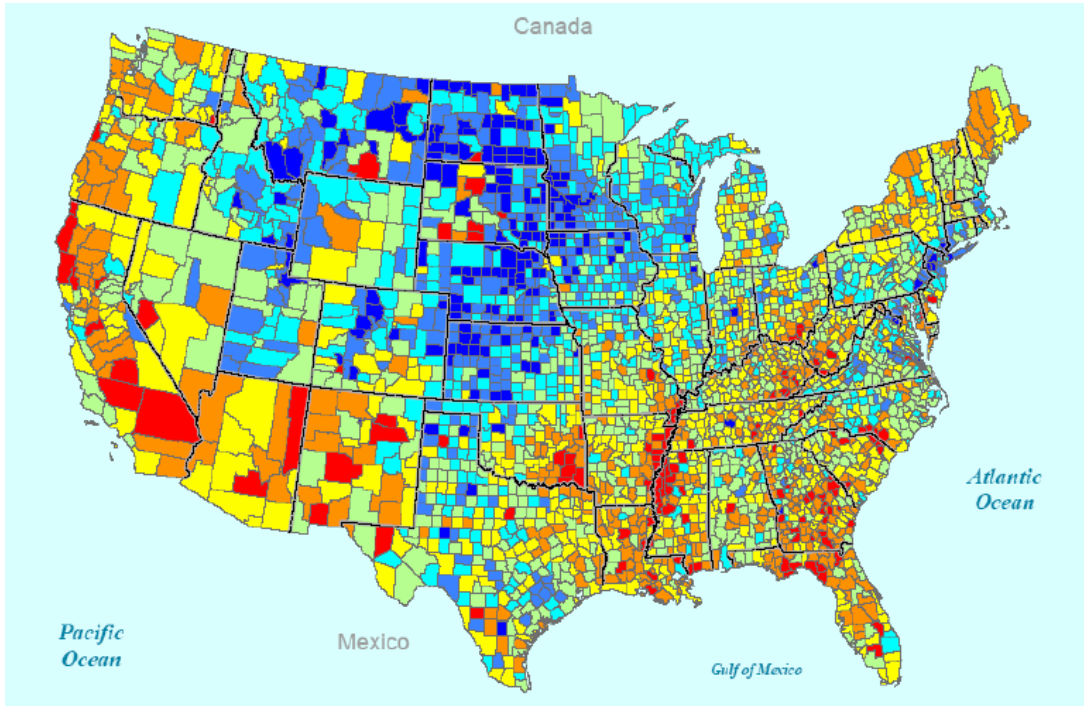 Canada
Atlantic
Ocean
Pacific
Ocean
Mexico
Gulf of Mexico